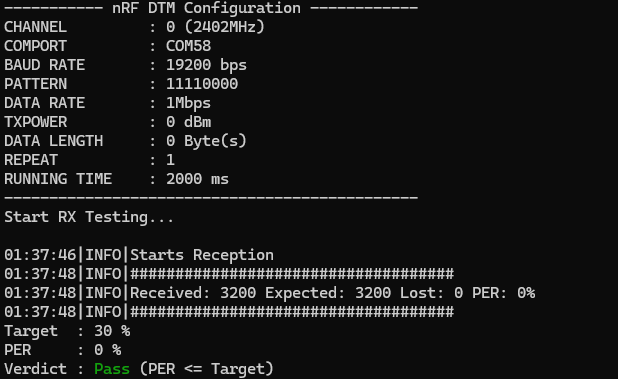 ----------- nRF DTM Configuration ------------
CHANNEL         : 0 (2402MHz)
COMPORT         : COM58
BAUD RATE       : 19200 bps
PATTERN         : 11110000
DATA RATE       : 1Mbps
TXPOWER         : 0 dBm
DATA LENGTH     : 0 Byte(s)
REPEAT          : 1
RUNNING TIME    : 2000 ms
----------------------------------------------
Start RX Testing...

01:37:46|INFO|Starts Reception
01:37:48|INFO|####################################
01:37:48|INFO|Received: 3200 Expected: 3200 Lost: 0 PER: 0%
01:37:48|INFO|####################################
Target  : 30 %
PER     : 0 %
Verdict : Pass (PER <= Target)